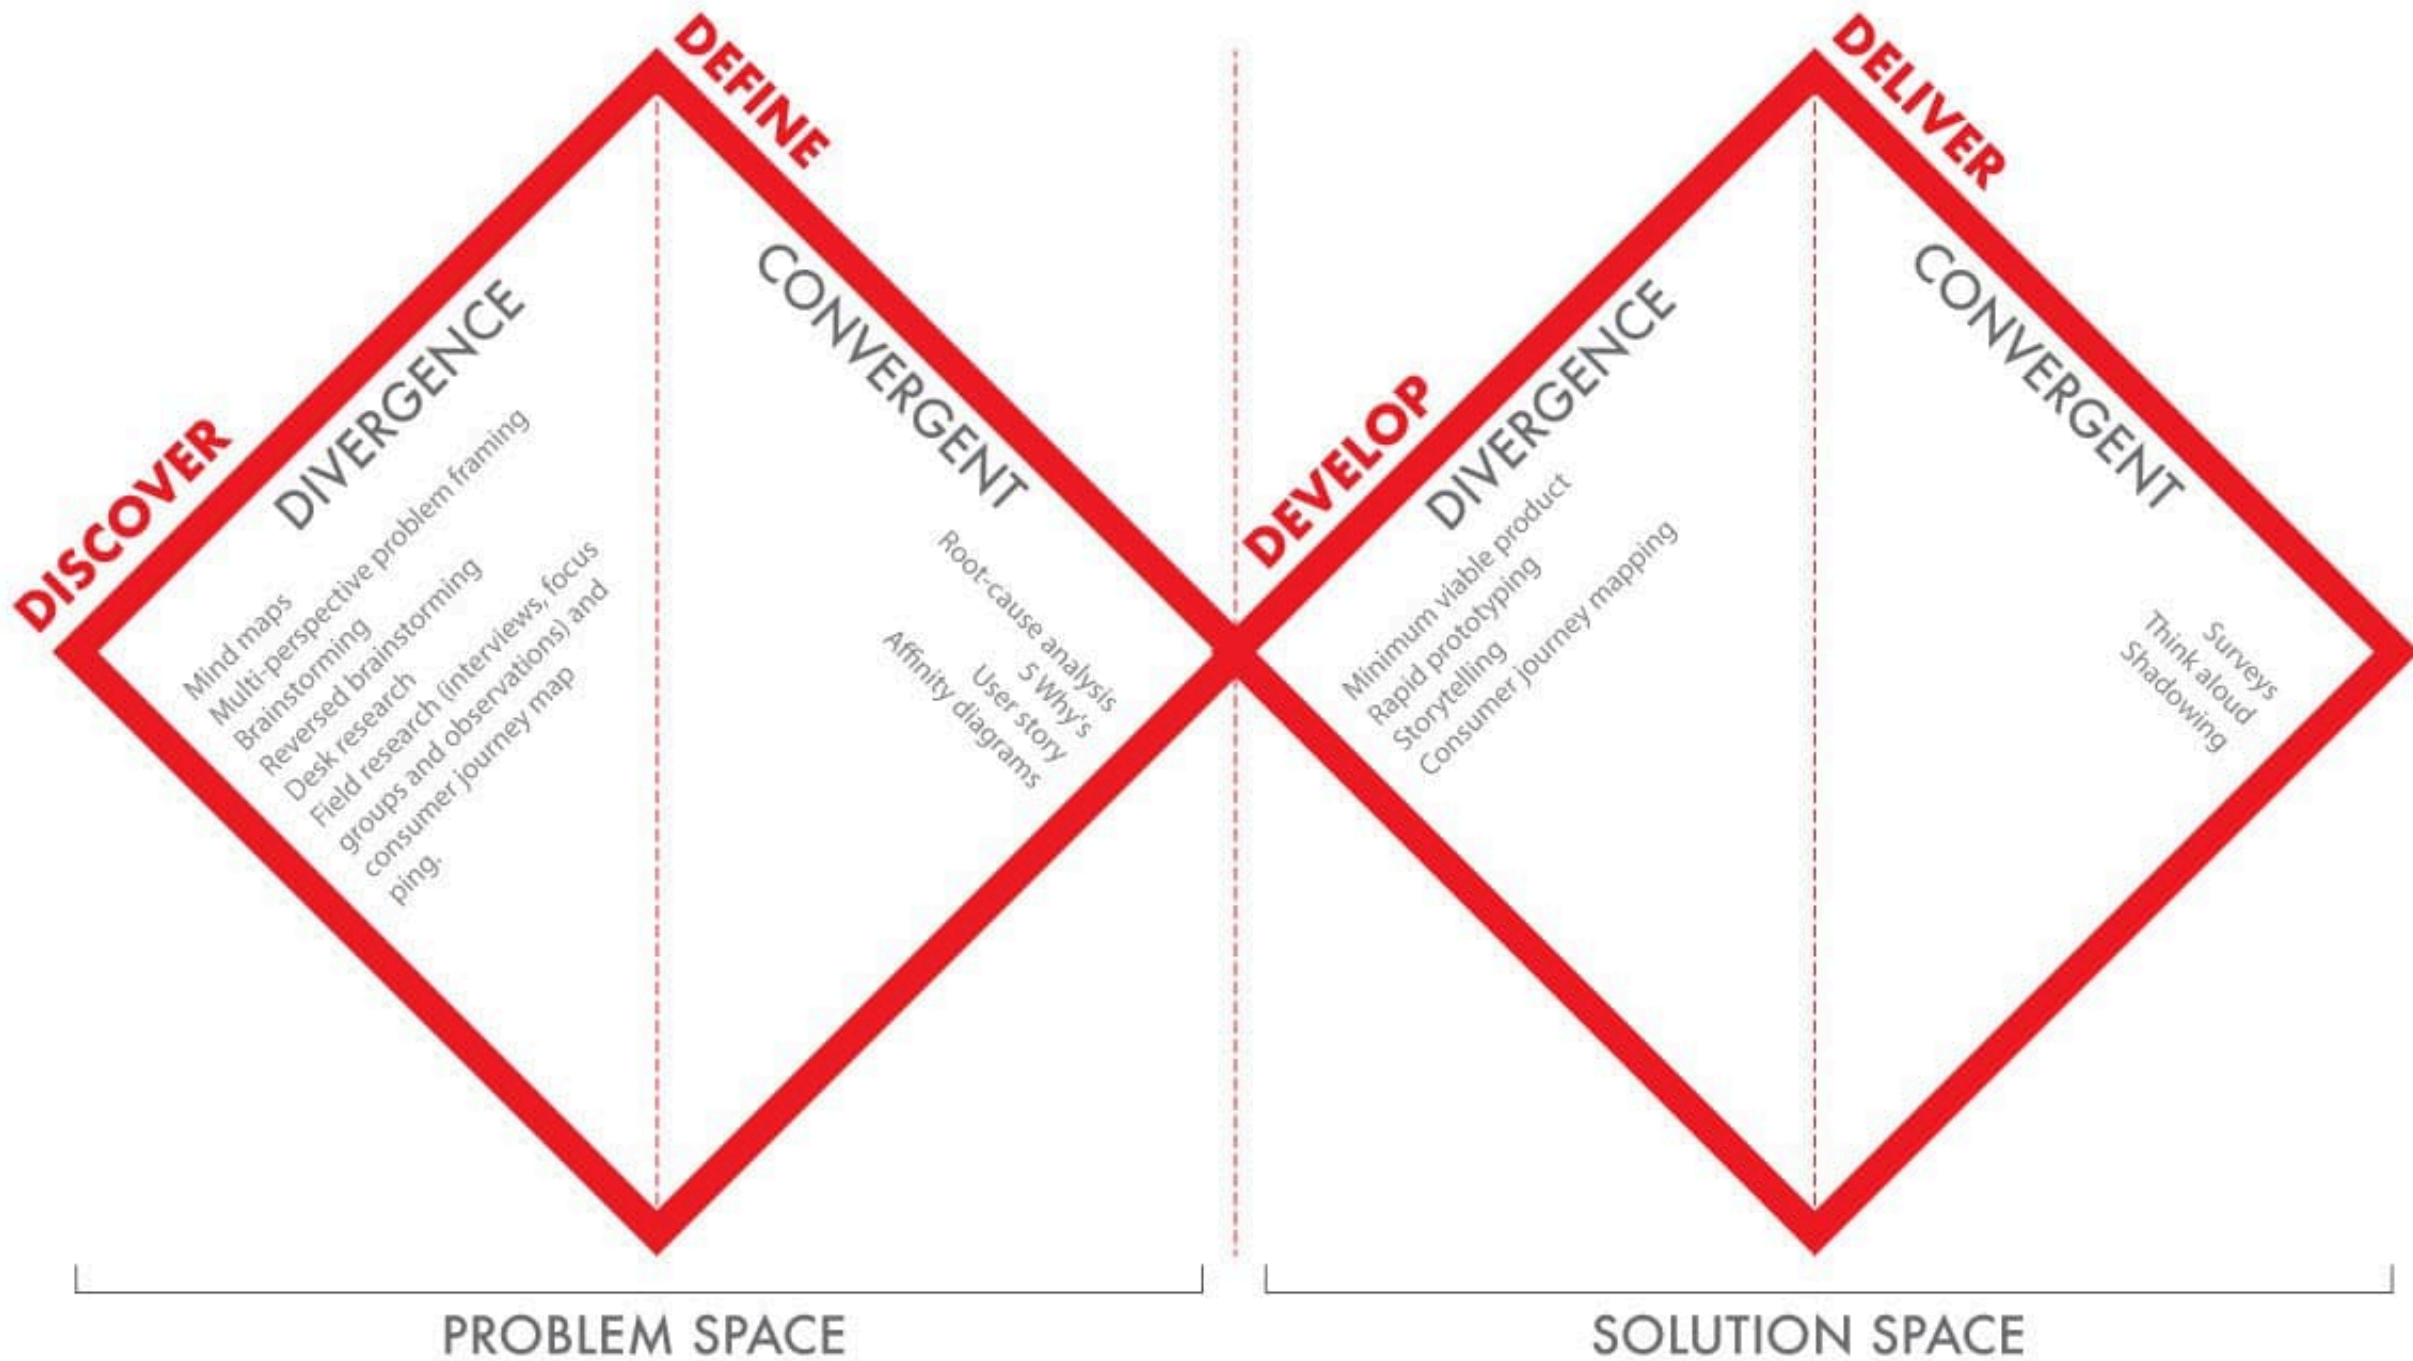 DISCOVER
DIVERGENCE
Mind maps
Multi-perspective problem framing
Brainstorming
Reversed brainstorming
Desk research
Field research (interviews, focus
groups and observations) and
consumer journey map
ping.
DEFINE
CONVERGENT
Root-cause analysis
5 Why's
User story
Affinity diagrams
DEVELOP
DIVERGENCE
Minimum viable product
Rapid prototyping
Storytelling
Consumer journey mapping
DELIVER
CONVERGENT
Surveys
Think aloud
Shadowing
PROBLEM SPACE
SOLUTION SPACE